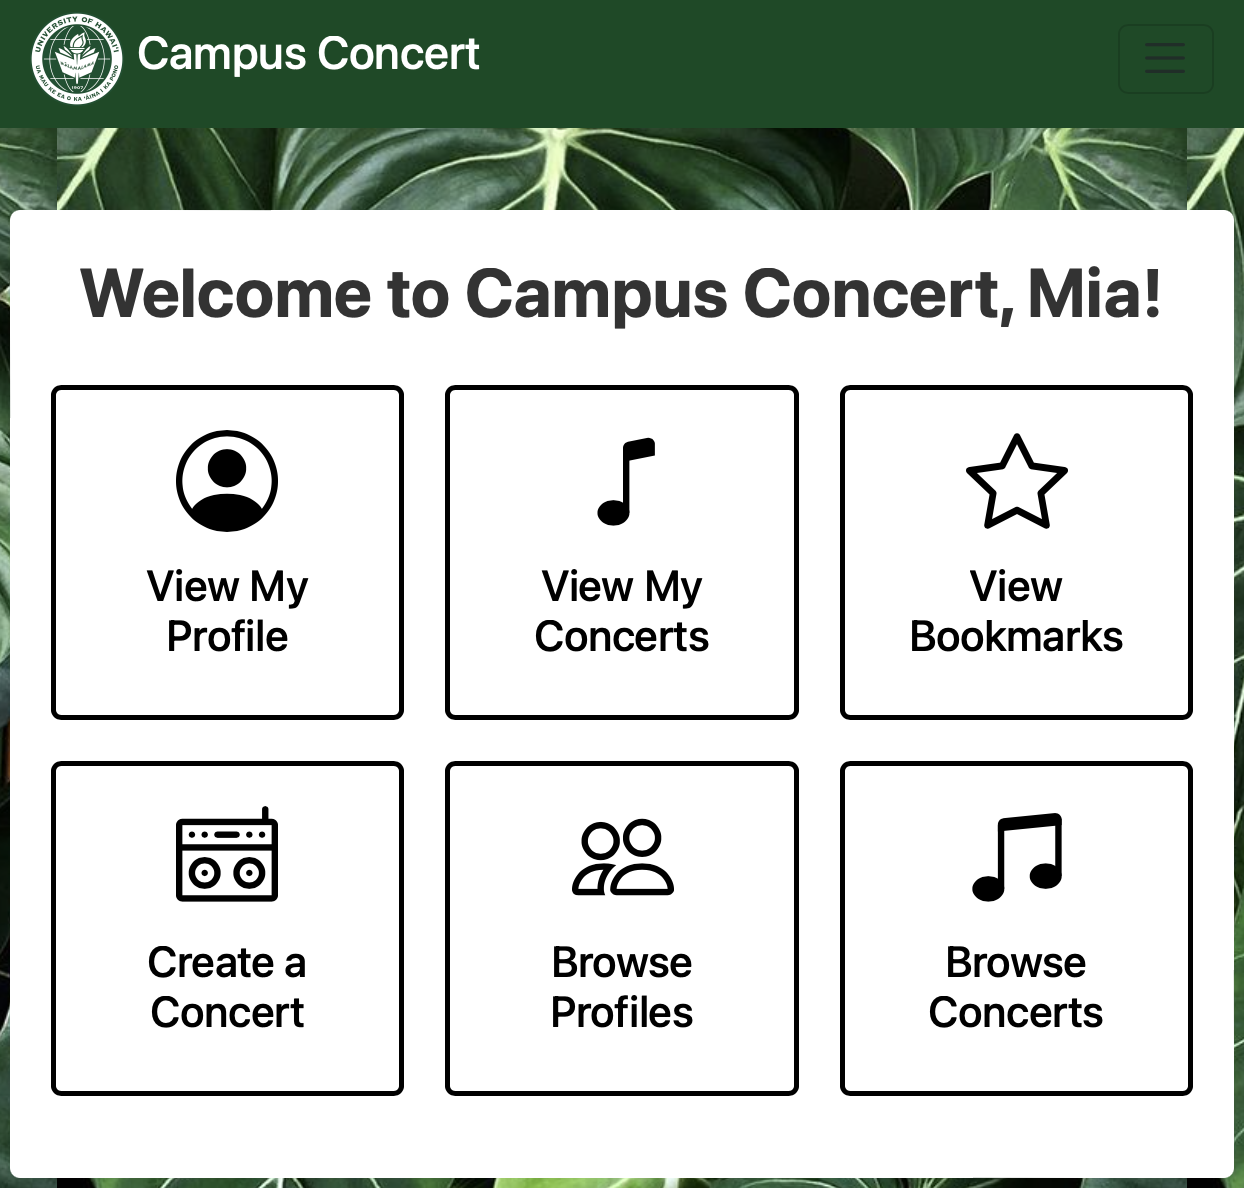 UNIVERSITY OF HAWAI'I
UA MAU KE EA O KA 'ĀINA I KA PONO
1907
Campus Concert
Welcome to Campus Concert, Mia!
View My
Profile
View My
Concerts
View
Bookmarks
Create a
Concert
Browse
Profiles
Browse
Concerts